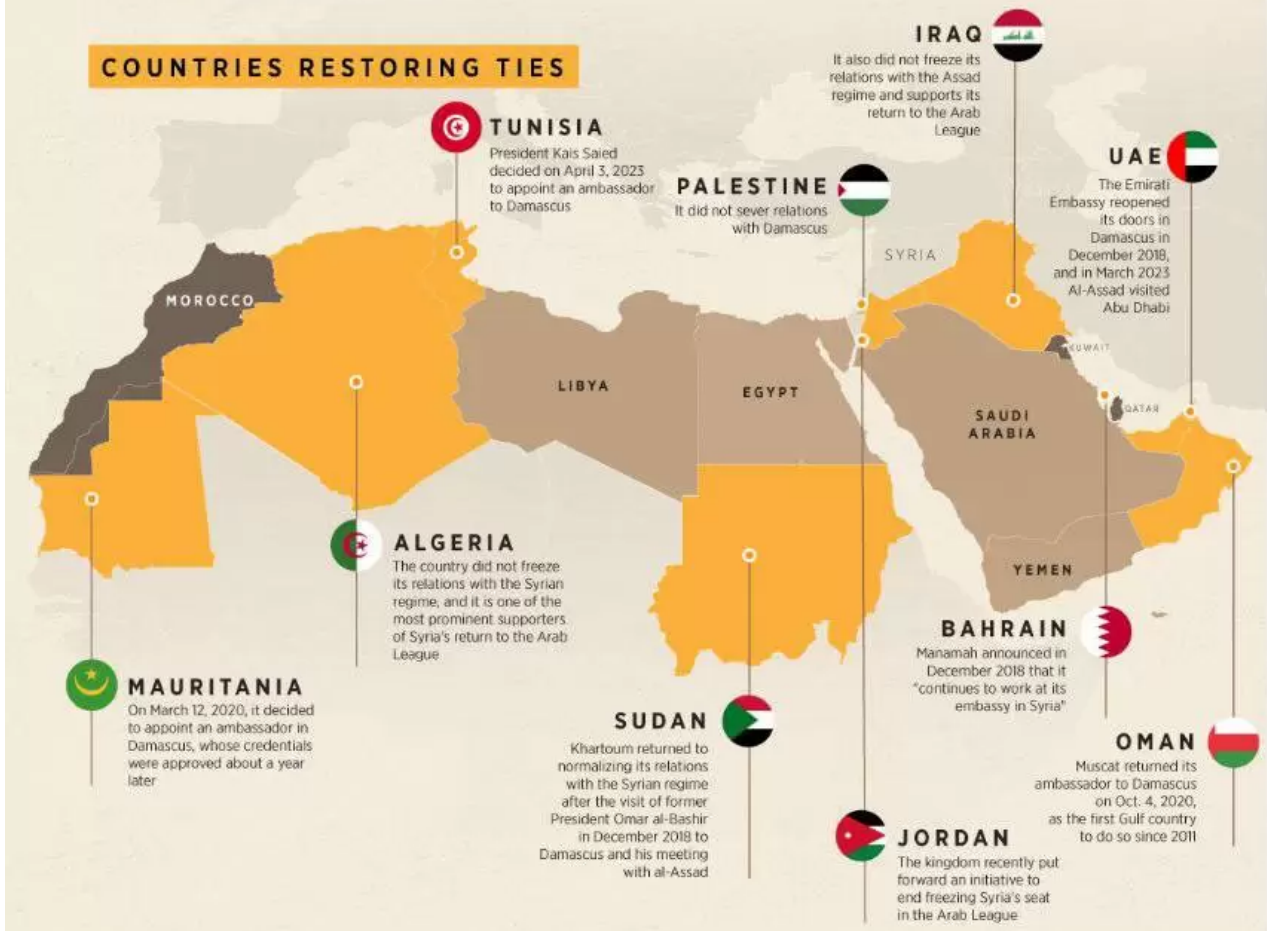 COUNTRIES RESTORING TIES
IRAQ
It also did not freeze its
relations with the Assad
regime and supports its
return to the Arab
League
TUNISIA
President Kais Saied
decided on April 3, 2023
to appoint an ambassador
to Damascus
PALESTINE
It did not sever relations
with Damascus
UAE
The Emirati
Embassy reopened
its doors in
Damascus in
December 2018,
and in March 2023
Al-Assad visited
Abu Dhabi
SYRIA
MOROCCO
KUWAIT
LIBYA
EGYPT
SAUDI
ARABIA
QATAR
YEMEN
ALGERIA
The country did not freeze
its relations with the Syrian
regime, and it is one of the
most prominent supporters
of Syria's return to the Arab
League
BAHRAIN
Manamah announced in
December 2018 that it
"continues to work at its
embassy in Syria"
MAURITANIA
On March 12, 2020, it decided
to appoint an ambassador in
Damascus, whose credentials
were approved about a year
later
SUDAN
Khartoum returned to
normalizing its relations
with the Syrian regime
after the visit of former
President Omar al-Bashir
in December 2018 to
Damascus and his meeting
with al-Assad
OMAN
Muscat returned its
ambassador to Damascus
on Oct. 4, 2020,
as the first Gulf country
to do so since 2011
JORDAN
The kingdom recently put
forward an initiative to
end freezing Syria's seat
in the Arab League